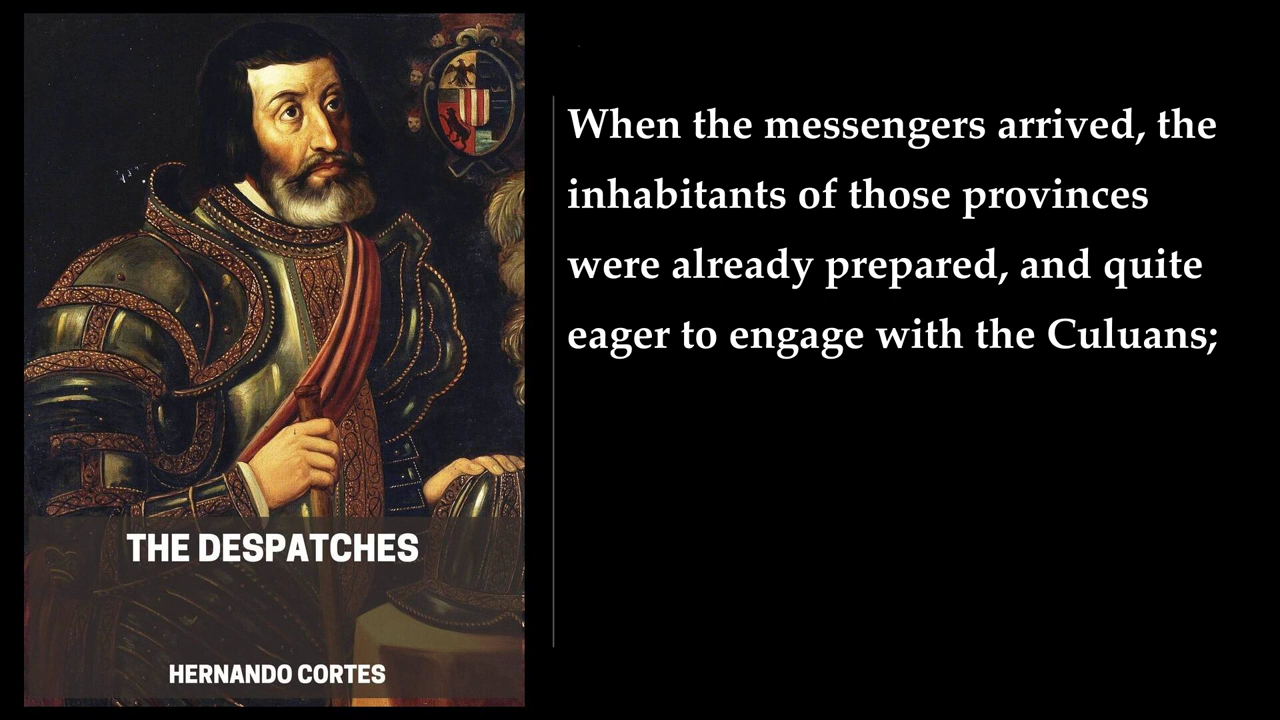 THE DESPATCHES
HERNANDO CORTES
When the messengers arrived, the
inhabitants of those provinces
were already prepared, and quite
eager to engage with the Culuans;